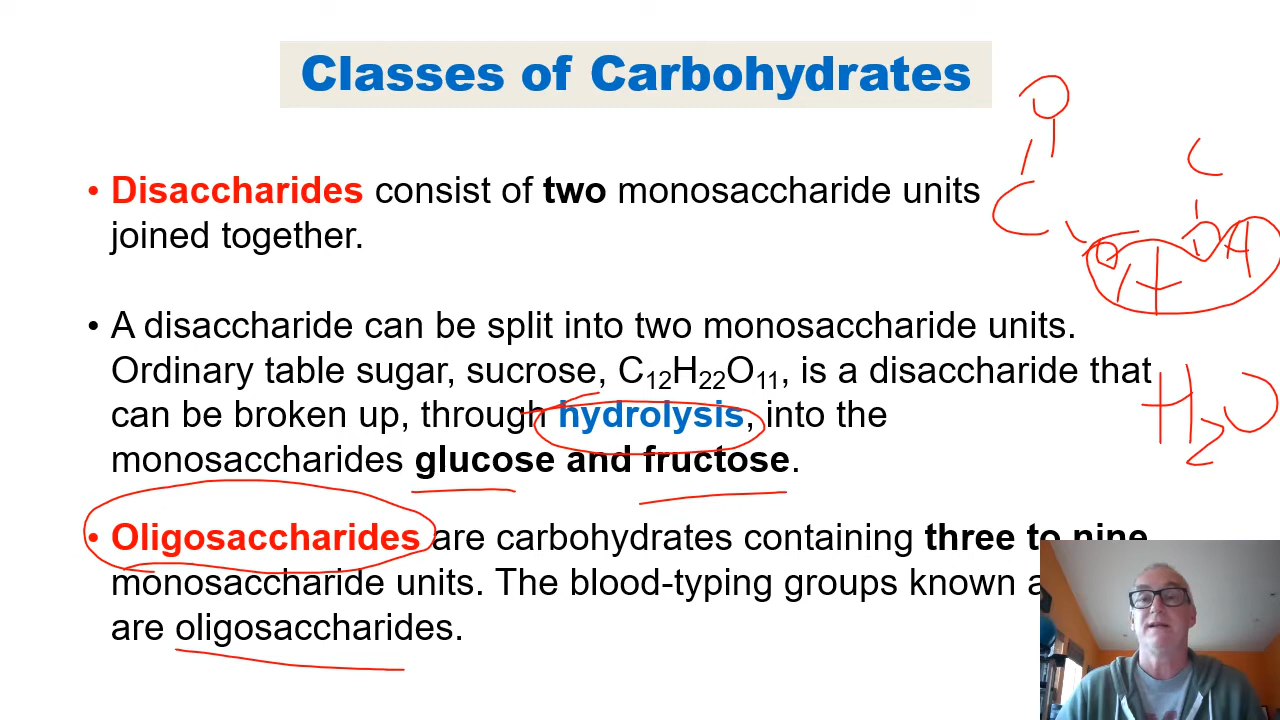 Classes of Carbohydrates
• Disaccharides consist of two monosaccharide units
joined together.
• A disaccharide can be split into two monosaccharide units.
Ordinary table sugar, sucrose, C₁₂H₂₂O₁₁, is a disaccharide that
can be broken up, through hydrolysis, into the
monosaccharides glucose and fructose.
• Oligosaccharides are carbohydrates containing three to nine
monosaccharide units. The blood-typing groups known
are oligosaccharides.
O
C
C
O
OH
H₂O